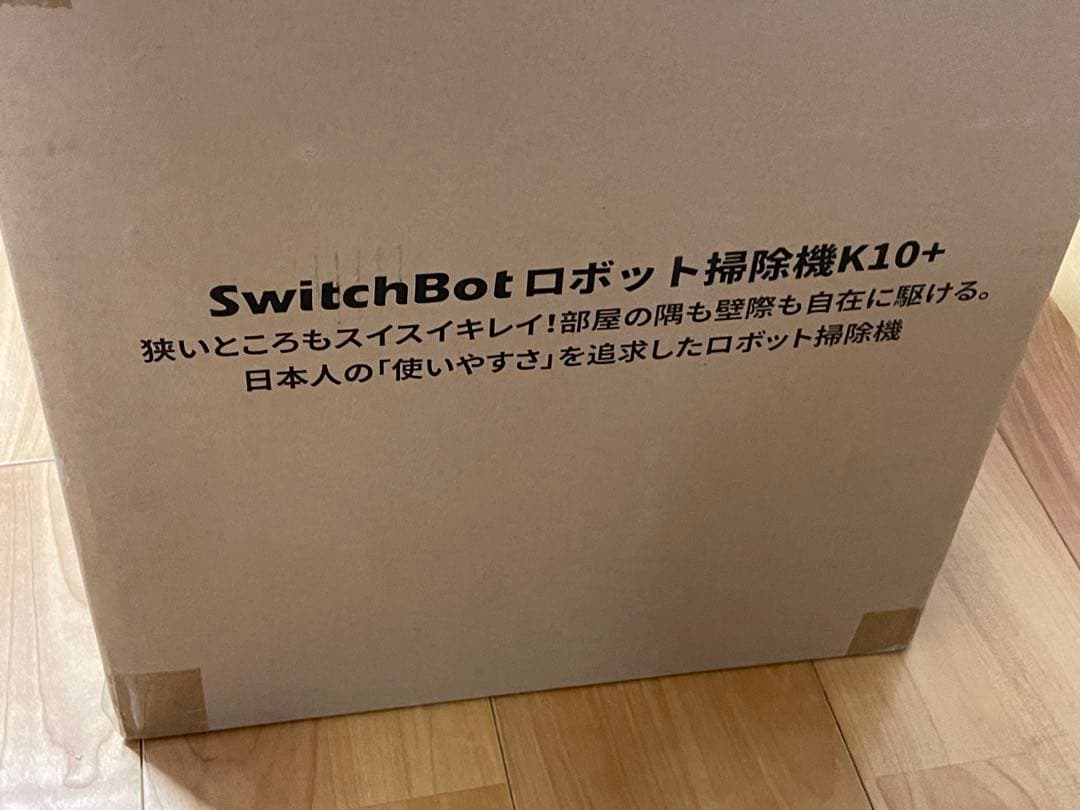 SwitchBot ロボット掃除機K10+
狭いところもスイスイキレイ!部屋の隅も壁際も自在に駆ける。
日本人の「使いやすさ」を追求したロボット掃除機